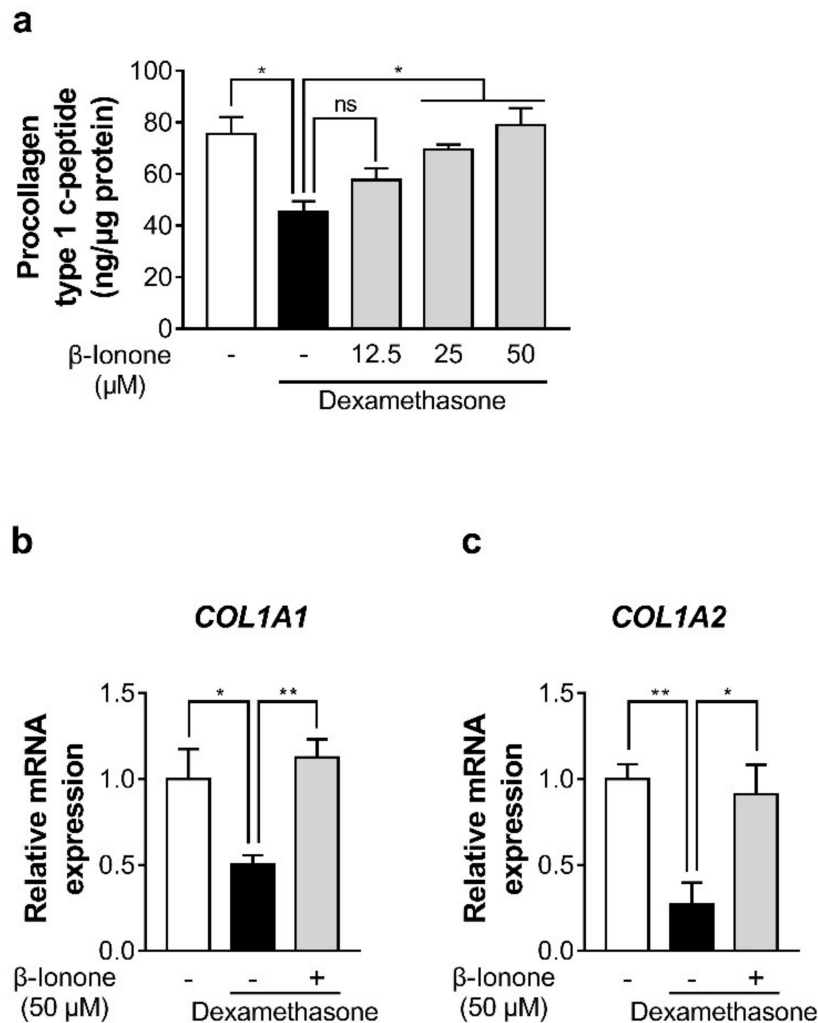 a
Procollagen
type 1 c-peptide
(ng/µg protein)
100
80
60
40
20
0
*
*
ns
β-Ionone
(µM)
- - 12.5 25 50
Dexamethasone
b
COL1A1
Relative mRNA
expression
1.5
1.0
0.5
0.0
* **
β-Ionone
(50 µM)
- - +
Dexamethasone
c
COL1A2
Relative mRNA
expression
1.5
1.0
0.5
0.0
** *
β-Ionone
(50 µM)
- - +
Dexamethasone